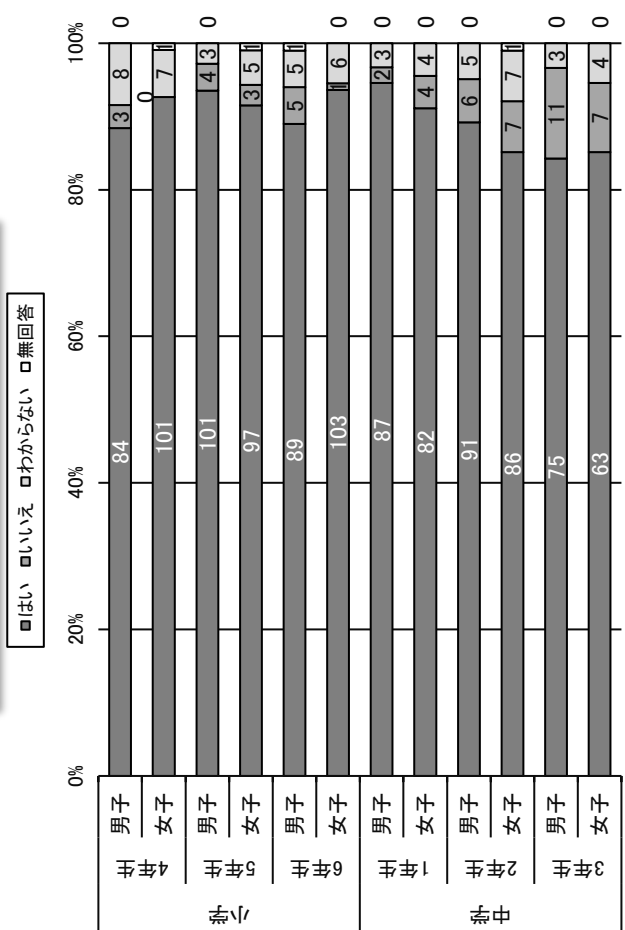 ■はい ■いいえ □わからない □無回答
0% 20% 40% 60% 80% 100%
小学
4年生
男子 84 3 8 0
女子 101 0 7 1
5年生
男子 101 4 3 0
女子 97 3 5 1
6年生
男子 89 5 5 1
女子 103 1 6 0
中学
1年生
男子 87 2 3 0
女子 82 4 4 0
2年生
男子 91 6 5 0
女子 86 7 7 1
3年生
男子 75 11 3 0
女子 63 7 4 0